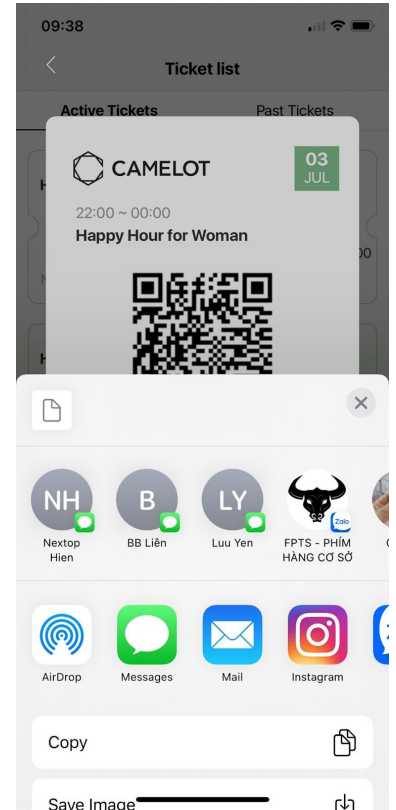 09:38
Ticket list
Active Tickets
Past Tickets
CAMELOT
03
JUL
22:00 ~ 00:00
Happy Hour for Woman
NH
B
LY
Zalo
Nextop
Hien
BB Liên
Luu Yen
FPTS - PHÍM
HÀNG CƠ SỞ
AirDrop
Messages
Mail
Instagram
Copy
Save Image